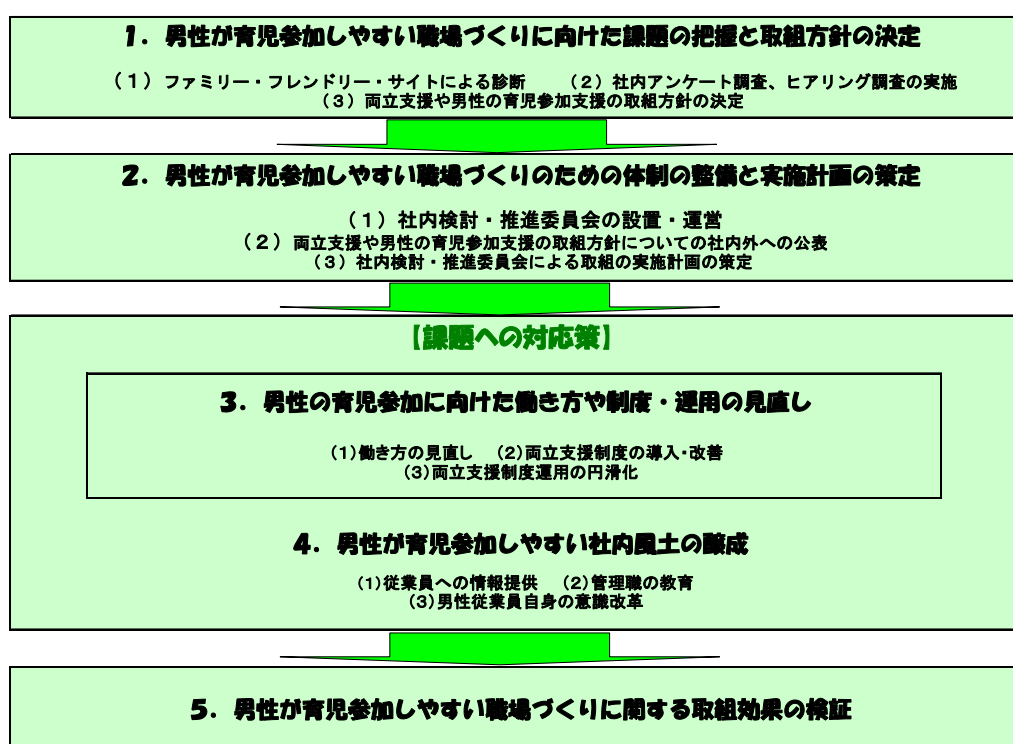 1．男性が育児参加しやすい職場づくりに向けた課題の把握と取組方針の決定
（１）ファミリー・フレンドリー・サイトによる診断　（２）社内アンケート調査、ヒアリング調査の実施
（３）両立支援や男性の育児参加支援の取組方針の決定
2．男性が育児参加しやすい職場づくりのための体制の整備と実施計画の策定
（１）社内検討・推進委員会の設置・運営
（２）両立支援や男性の育児参加支援の取組方針についての社内外への公表
（３）社内検討・推進委員会による取組の実施計画の策定
【課題への対応策】
3．男性の育児参加に向けた働き方や制度・運用の見直し
（1）働き方の見直し　（2）両立支援制度の導入・改善
（3）両立支援制度運用の円滑化
4．男性が育児参加しやすい社内風土の醸成
（1）従業員への情報提供　（2）管理職の教育
（3）男性従業員自身の意識改革
5．男性が育児参加しやすい職場づくりに関する取組効果の検証